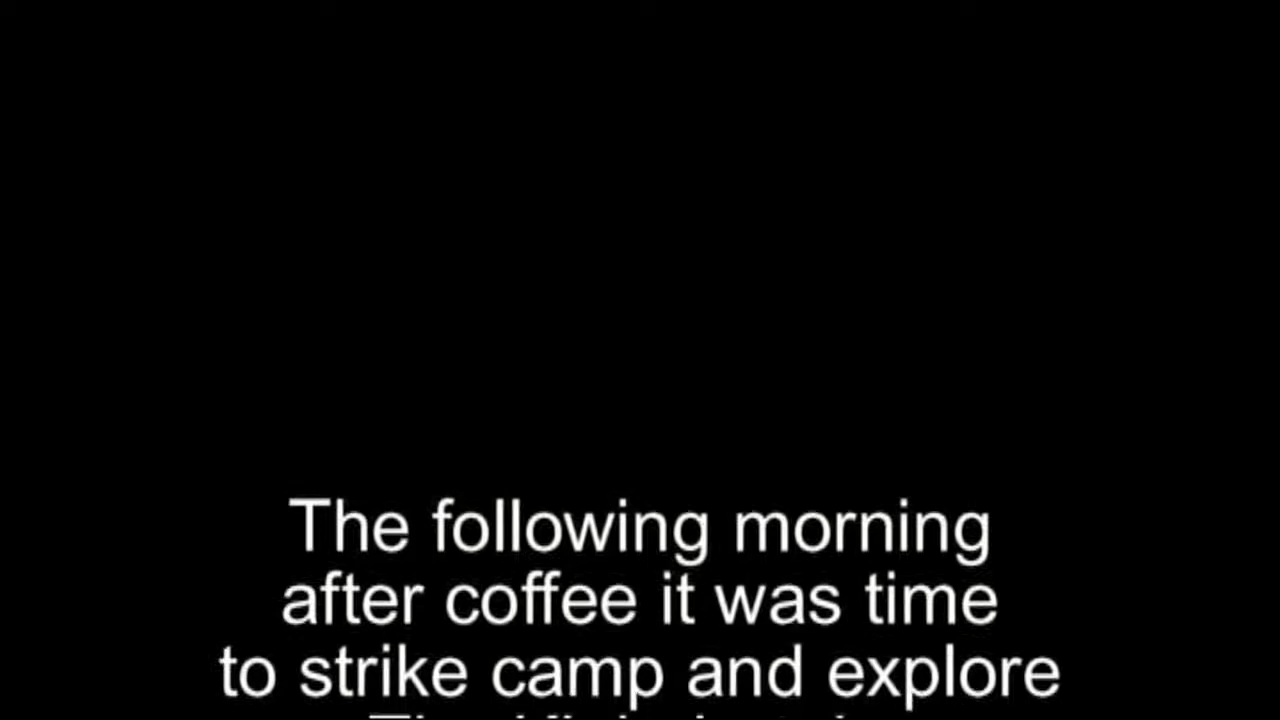 The following morning
after coffee it was time
to strike camp and explore